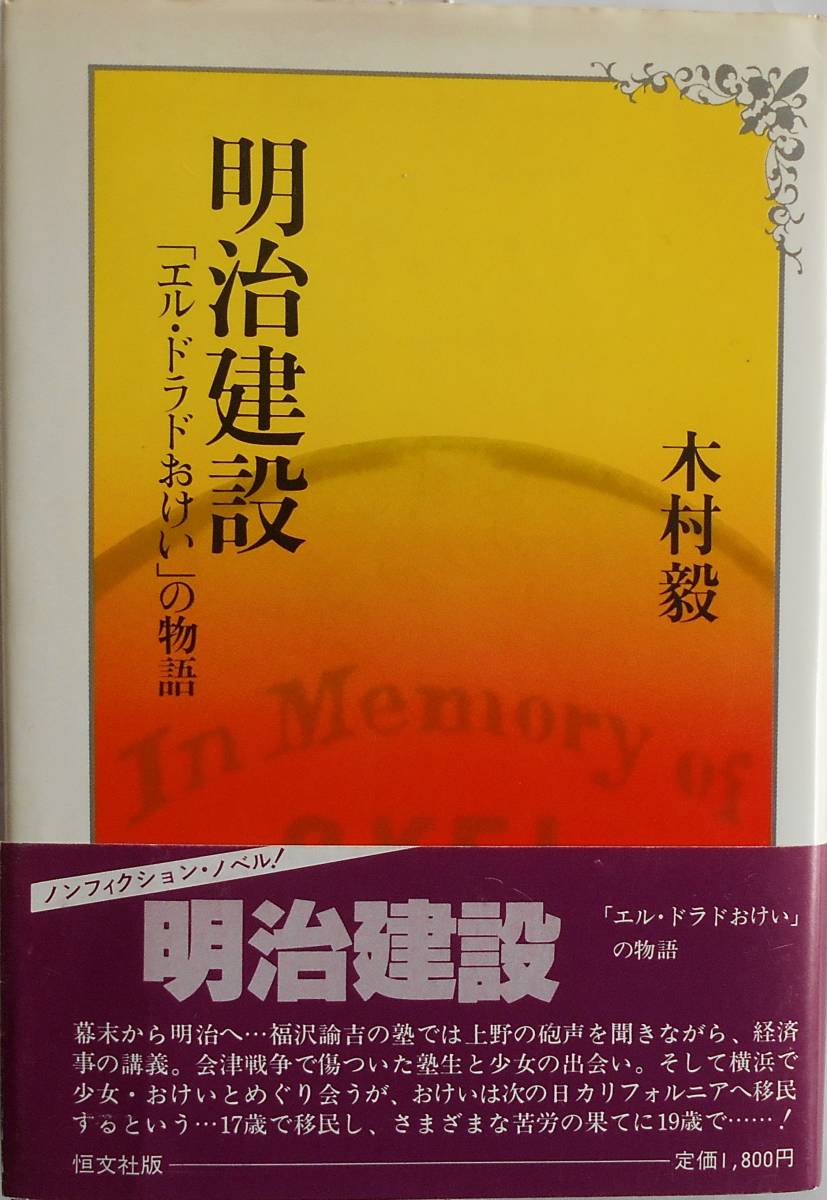 明治建設
「エル・ドラドおけい」の物語
木村毅
In Memory of
OKEI
ノンフィクション・ノベル!
明治建設
「エル・ドラドおけい」
の物語
幕末から明治へ…福沢諭吉の塾では上野の砲声を聞きながら、経済
事の講義。会津戦争で傷ついた塾生と少女の出会い。そして横浜で
少女・おけいとめぐり会うが、おけいは次の日カリフォルニアへ移民
するという…17歳で移民し、さまざまな苦労の果てに19歳で……!
恒文社版
定価1,800円